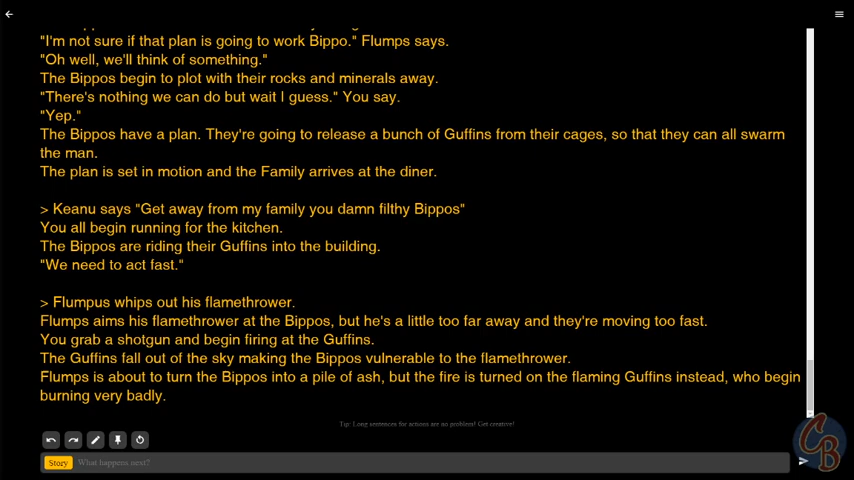 "I'm not sure if that plan is going to work Bippo." Flumps says.
"Oh well, we'll think of something."
The Bippos begin to plot with their rocks and minerals away.
"There's nothing we can do but wait I guess." You say.
"Yep."
The Bippos have a plan. They're going to release a bunch of Guffins from their cages, so that they can all swarm
the man.
The plan is set in motion and the Family arrives at the diner.
> Keanu says "Get away from my family you damn filthy Bippos"
You all begin running for the kitchen.
The Bippos are riding their Guffins into the building.
"We need to act fast."
> Flumpus whips out his flamethrower.
Flumps aims his flamethrower at the Bippos, but he's a little too far away and they're moving too fast.
You grab a shotgun and begin firing at the Guffins.
The Guffins fall out of the sky making the Bippos vulnerable to the flamethrower.
Flumps is about to turn the Bippos into a pile of ash, but the fire is turned on the flaming Guffins instead, who begin
burning very badly.
Tip: Long sentences for actions are no problem! Get creative!
Story What happens next?
CB